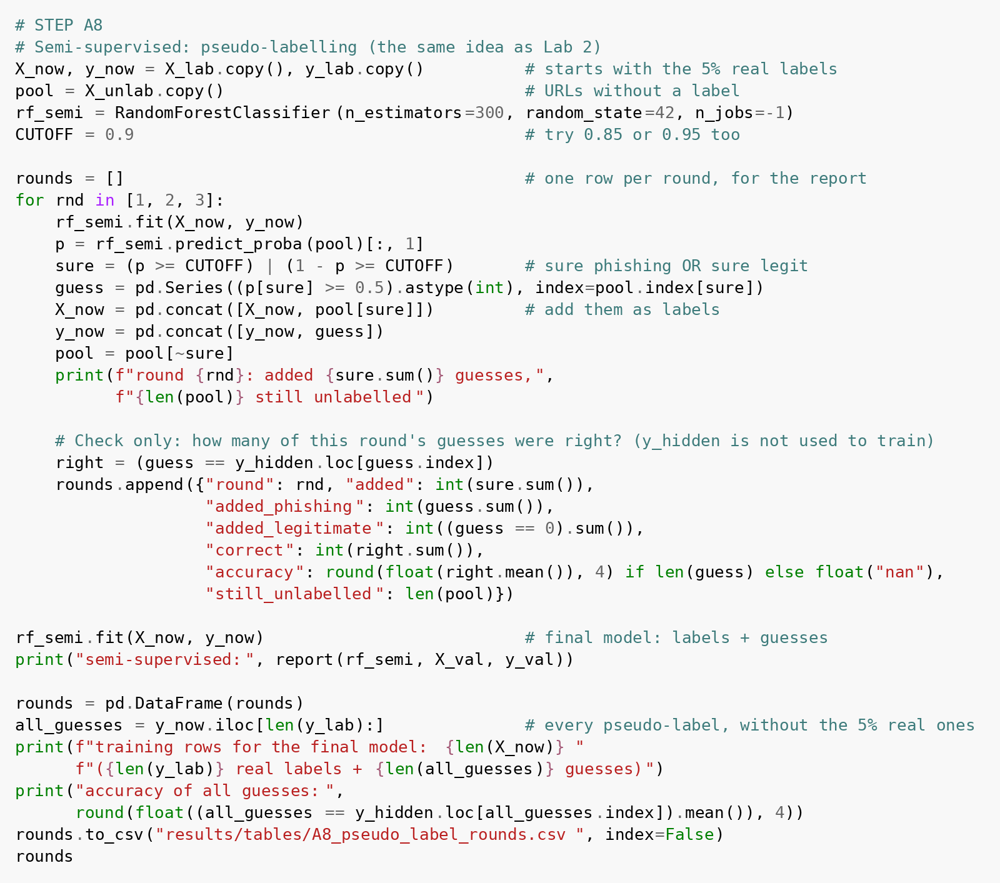 # STEP A8
# Semi-supervised: pseudo-labelling (the same idea as Lab 2)
X_now, y_now = X_lab.copy(), y_lab.copy()          # starts with the 5% real labels
pool = X_unlab.copy()                              # URLs without a label
rf_semi = RandomForestClassifier(n_estimators=300, random_state=42, n_jobs=-1)
CUTOFF = 0.9                                       # try 0.85 or 0.95 too

rounds = []                                        # one row per round, for the report
for rnd in [1, 2, 3]:
    rf_semi.fit(X_now, y_now)
    p = rf_semi.predict_proba(pool)[:, 1]
    sure = (p >= CUTOFF) | (1 - p >= CUTOFF)       # sure phishing OR sure legit
    guess = pd.Series((p[sure] >= 0.5).astype(int), index=pool.index[sure])
    X_now = pd.concat([X_now, pool[sure]])         # add them as labels
    y_now = pd.concat([y_now, guess])
    pool = pool[~sure]
    print(f"round {rnd}: added {sure.sum()} guesses,",
          f"{len(pool)} still unlabelled")

    # Check only: how many of this round's guesses were right? (y_hidden is not used to train)
    right = (guess == y_hidden.loc[guess.index])
    rounds.append({"round": rnd, "added": int(sure.sum()),
                   "added_phishing": int(guess.sum()),
                   "added_legitimate": int((guess == 0).sum()),
                   "correct": int(right.sum()),
                   "accuracy": round(float(right.mean()), 4) if len(guess) else float("nan"),
                   "still_unlabelled": len(pool)})

rf_semi.fit(X_now, y_now)                          # final model: labels + guesses
print("semi-supervised:", report(rf_semi, X_val, y_val))

rounds = pd.DataFrame(rounds)
all_guesses = y_now.iloc[len(y_lab):]              # every pseudo-label, without the 5% real ones
print(f"training rows for the final model: {len(X_now)} "
      f"({len(y_lab)} real labels + {len(all_guesses)} guesses)")
print("accuracy of all guesses:",
      round(float((all_guesses == y_hidden.loc[all_guesses.index]).mean()), 4))
rounds.to_csv("results/tables/A8_pseudo_label_rounds.csv", index=False)
rounds